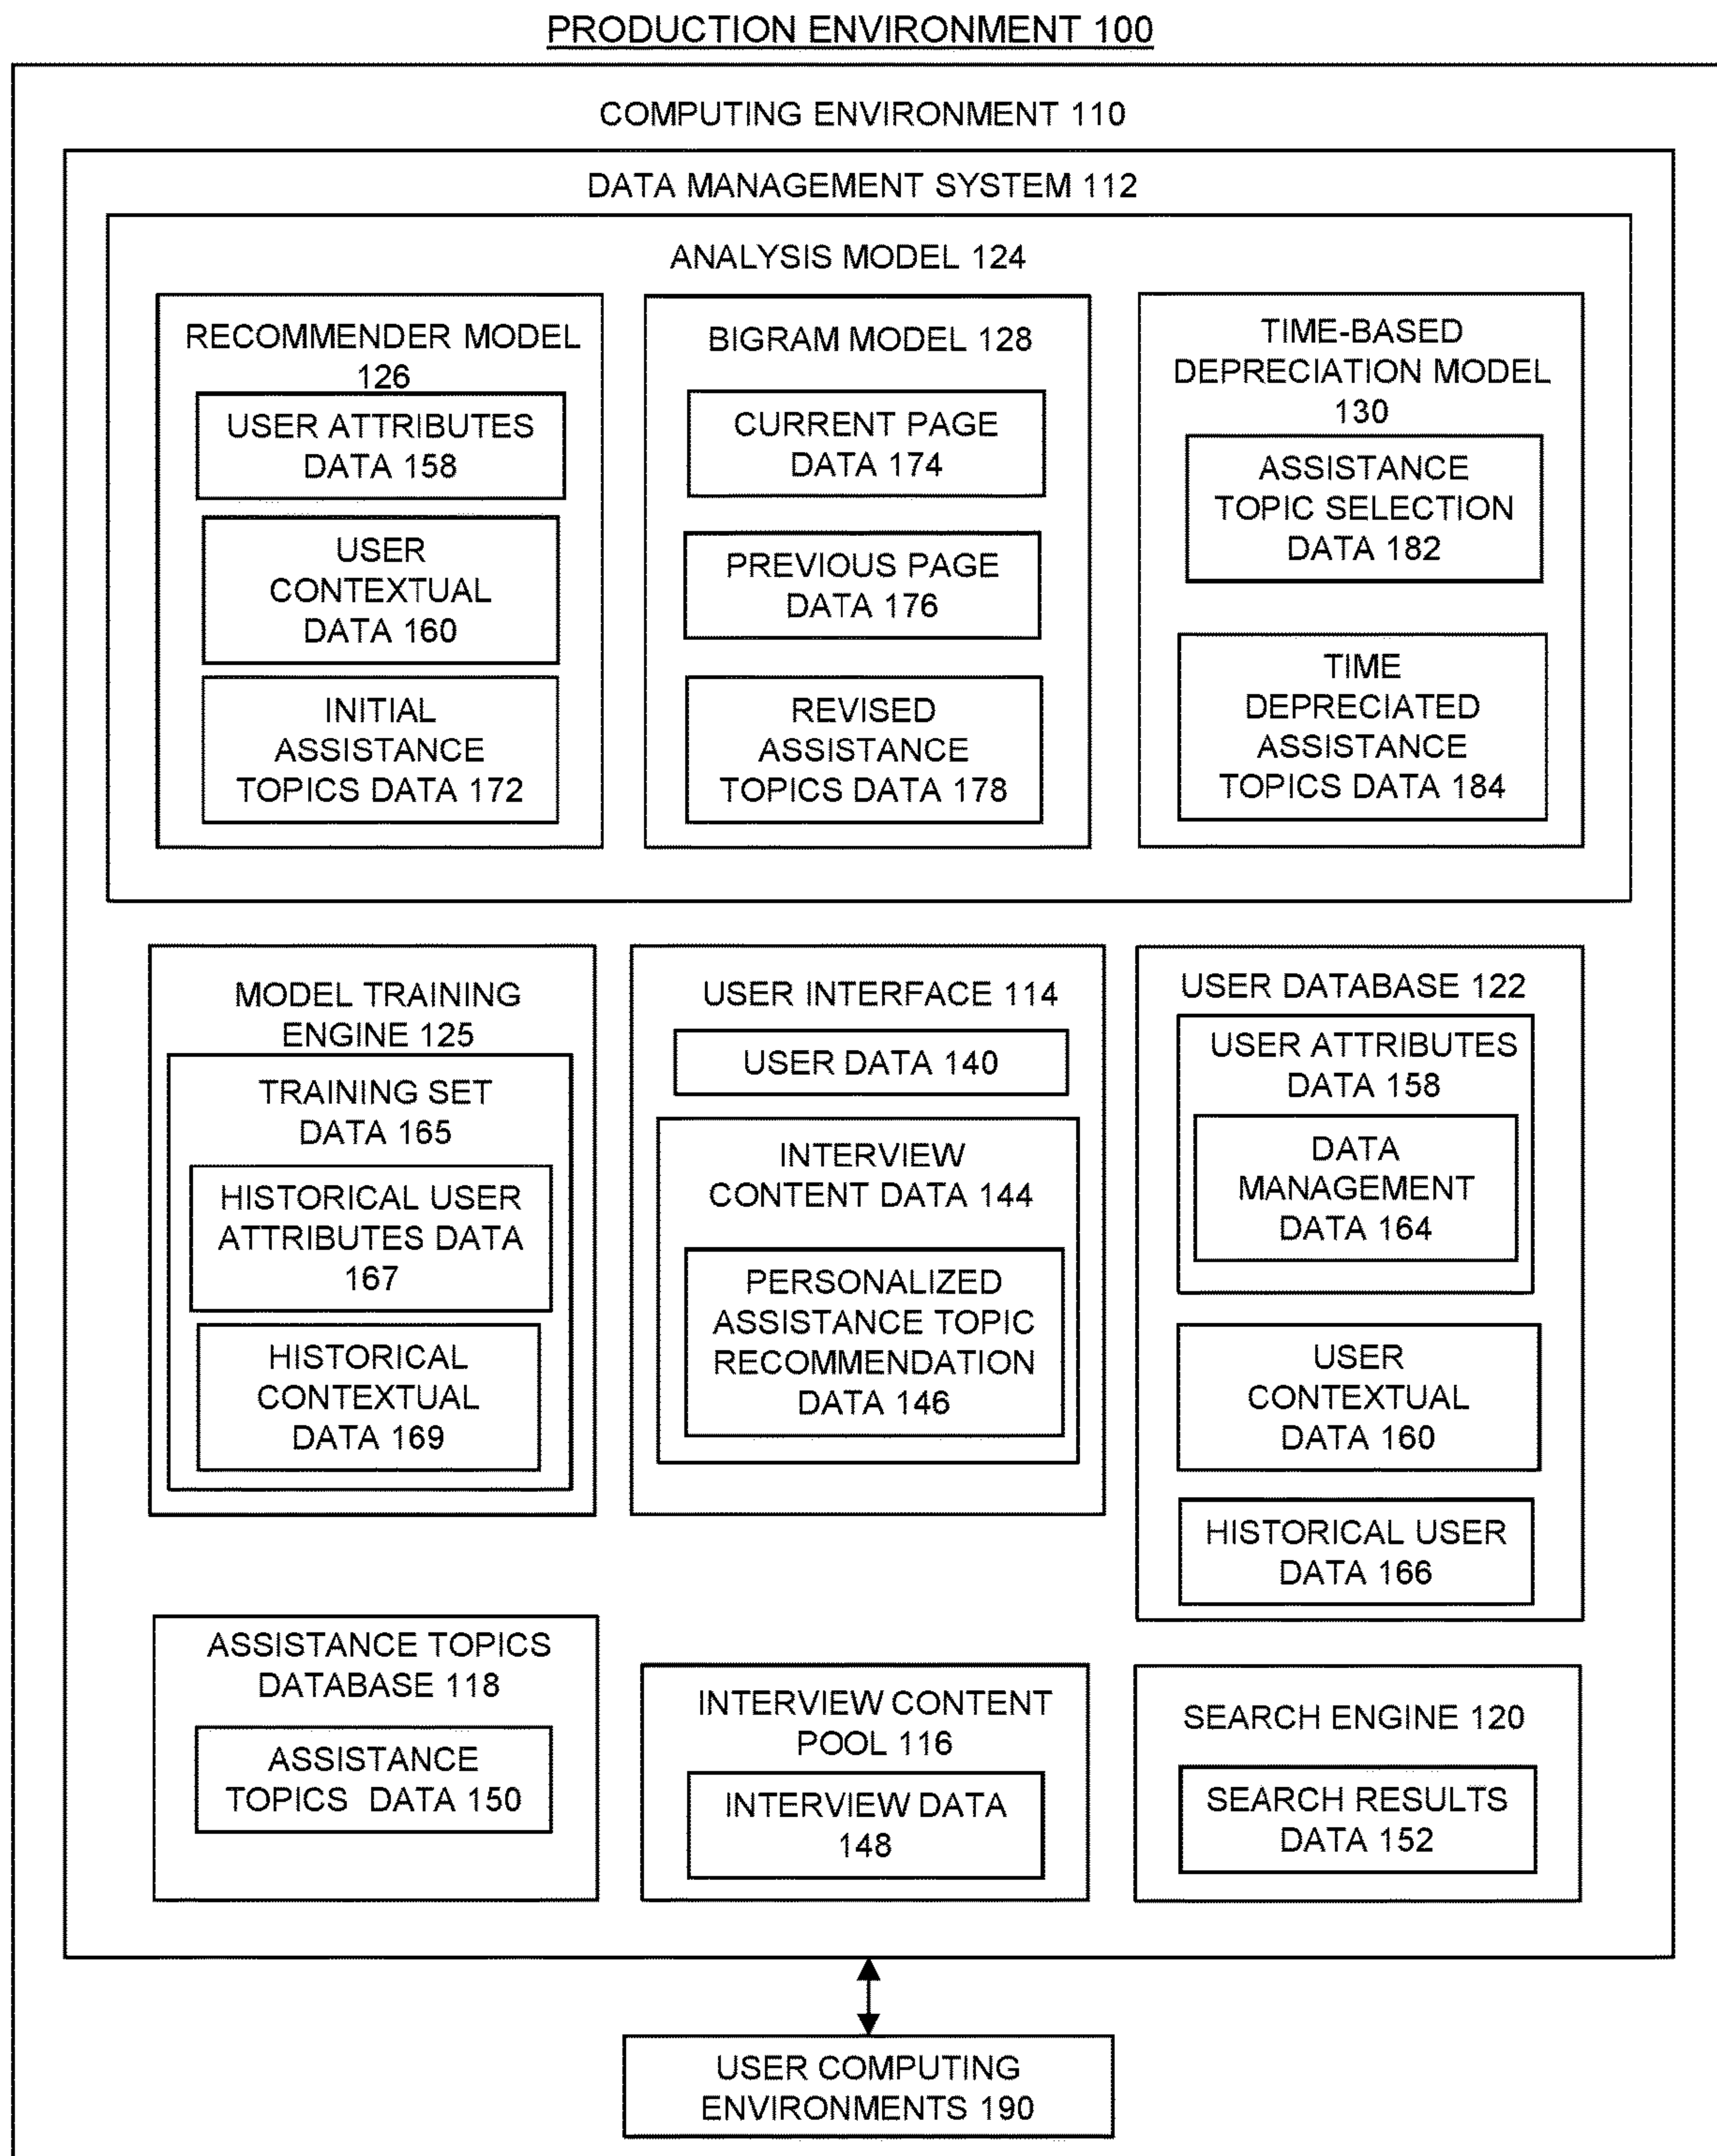 PRODUCTION ENVIRONMENT 100
COMPUTING ENVIRONMENT 110
DATA MANAGEMENT SYSTEM 112
ANALYSIS MODEL 124
RECOMMENDER MODEL
126
USER ATTRIBUTES
DATA 158
USER
CONTEXTUAL
DATA 160
INITIAL
ASSISTANCE
TOPICS DATA 172
BIGRAM MODEL 128
CURRENT PAGE
DATA 174
PREVIOUS PAGE
DATA 176
REVISED
ASSISTANCE
TOPICS DATA 178
TIME-BASED
DEPRECIATION MODEL
130
ASSISTANCE
TOPIC SELECTION
DATA 182
TIME
DEPRECIATED
ASSISTANCE
TOPICS DATA 184
MODEL TRAINING
ENGINE 125
TRAINING SET
DATA 165
HISTORICAL USER
ATTRIBUTES DATA
167
HISTORICAL
CONTEXTUAL
DATA 169
USER INTERFACE 114
USER DATA 140
INTERVIEW
CONTENT DATA 144
PERSONALIZED
ASSISTANCE TOPIC
RECOMMENDATION
DATA 146
USER DATABASE 122
USER ATTRIBUTES
DATA 158
DATA
MANAGEMENT
DATA 164
USER
CONTEXTUAL
DATA 160
HISTORICAL USER
DATA 166
ASSISTANCE TOPICS
DATABASE 118
ASSISTANCE
TOPICS DATA 150
INTERVIEW CONTENT
POOL 116
INTERVIEW DATA
148
SEARCH ENGINE 120
SEARCH RESULTS
DATA 152
USER COMPUTING
ENVIRONMENTS 190